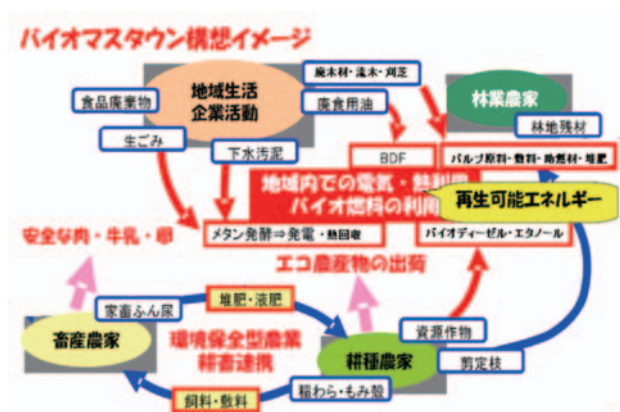 バイオマスタウン構想イメージ
食品廃棄物
地域生活
企業活動
廃木材・流木・刈芝
廃食用油
生ごみ
下水汚泥
林業農家
林地残材
BDF
パルプ原料・敷料・助燃材・堆肥
地域内での電気・熱利用
バイオ燃料の利用
再生可能エネルギー
メタン発酵⇒発電・熱回収
バイオディーゼル・エタノール
安全な肉・牛乳・卵
エコ農産物の出荷
家畜ふん尿
堆肥・液肥
資源作物
畜産農家
環境保全型農業
耕畜連携
耕種農家
剪定枝
飼料・敷料
稲わら・もみ殻